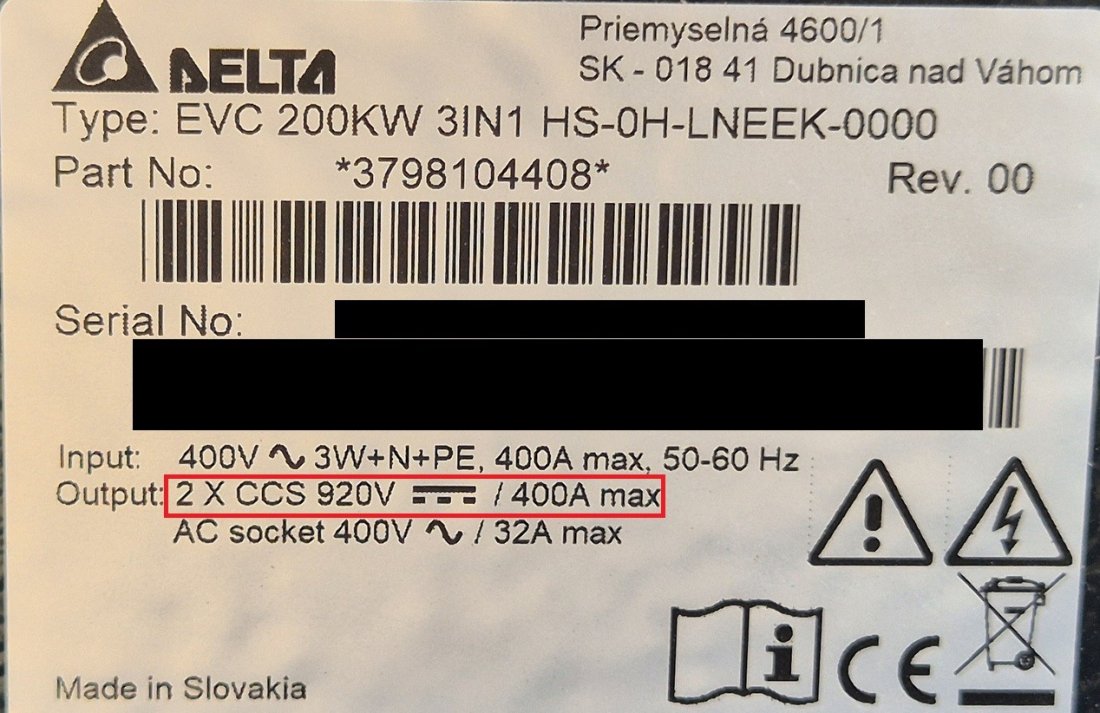 DELTA
Priemyselná 4600/1
SK - 018 41 Dubnica nad Váhom
Type: EVC 200KW 3IN1 HS-0H-LNEEK-0000
Part No: *3798104408* Rev. 00
Serial No:
Input: 400V ∿ 3W+N+PE, 400A max, 50-60 Hz
Output: 2 X CCS 920V ⎓ / 400A max
AC socket 400V ∿ / 32A max
Made in Slovakia
i CE